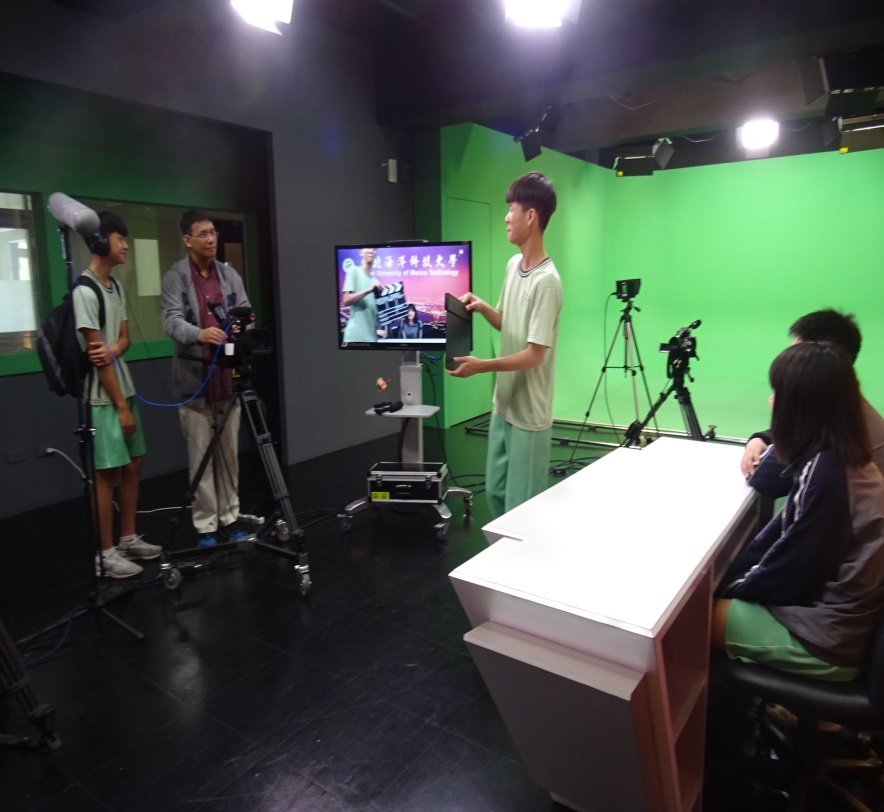 海洋科技大學
University of Marine Technology